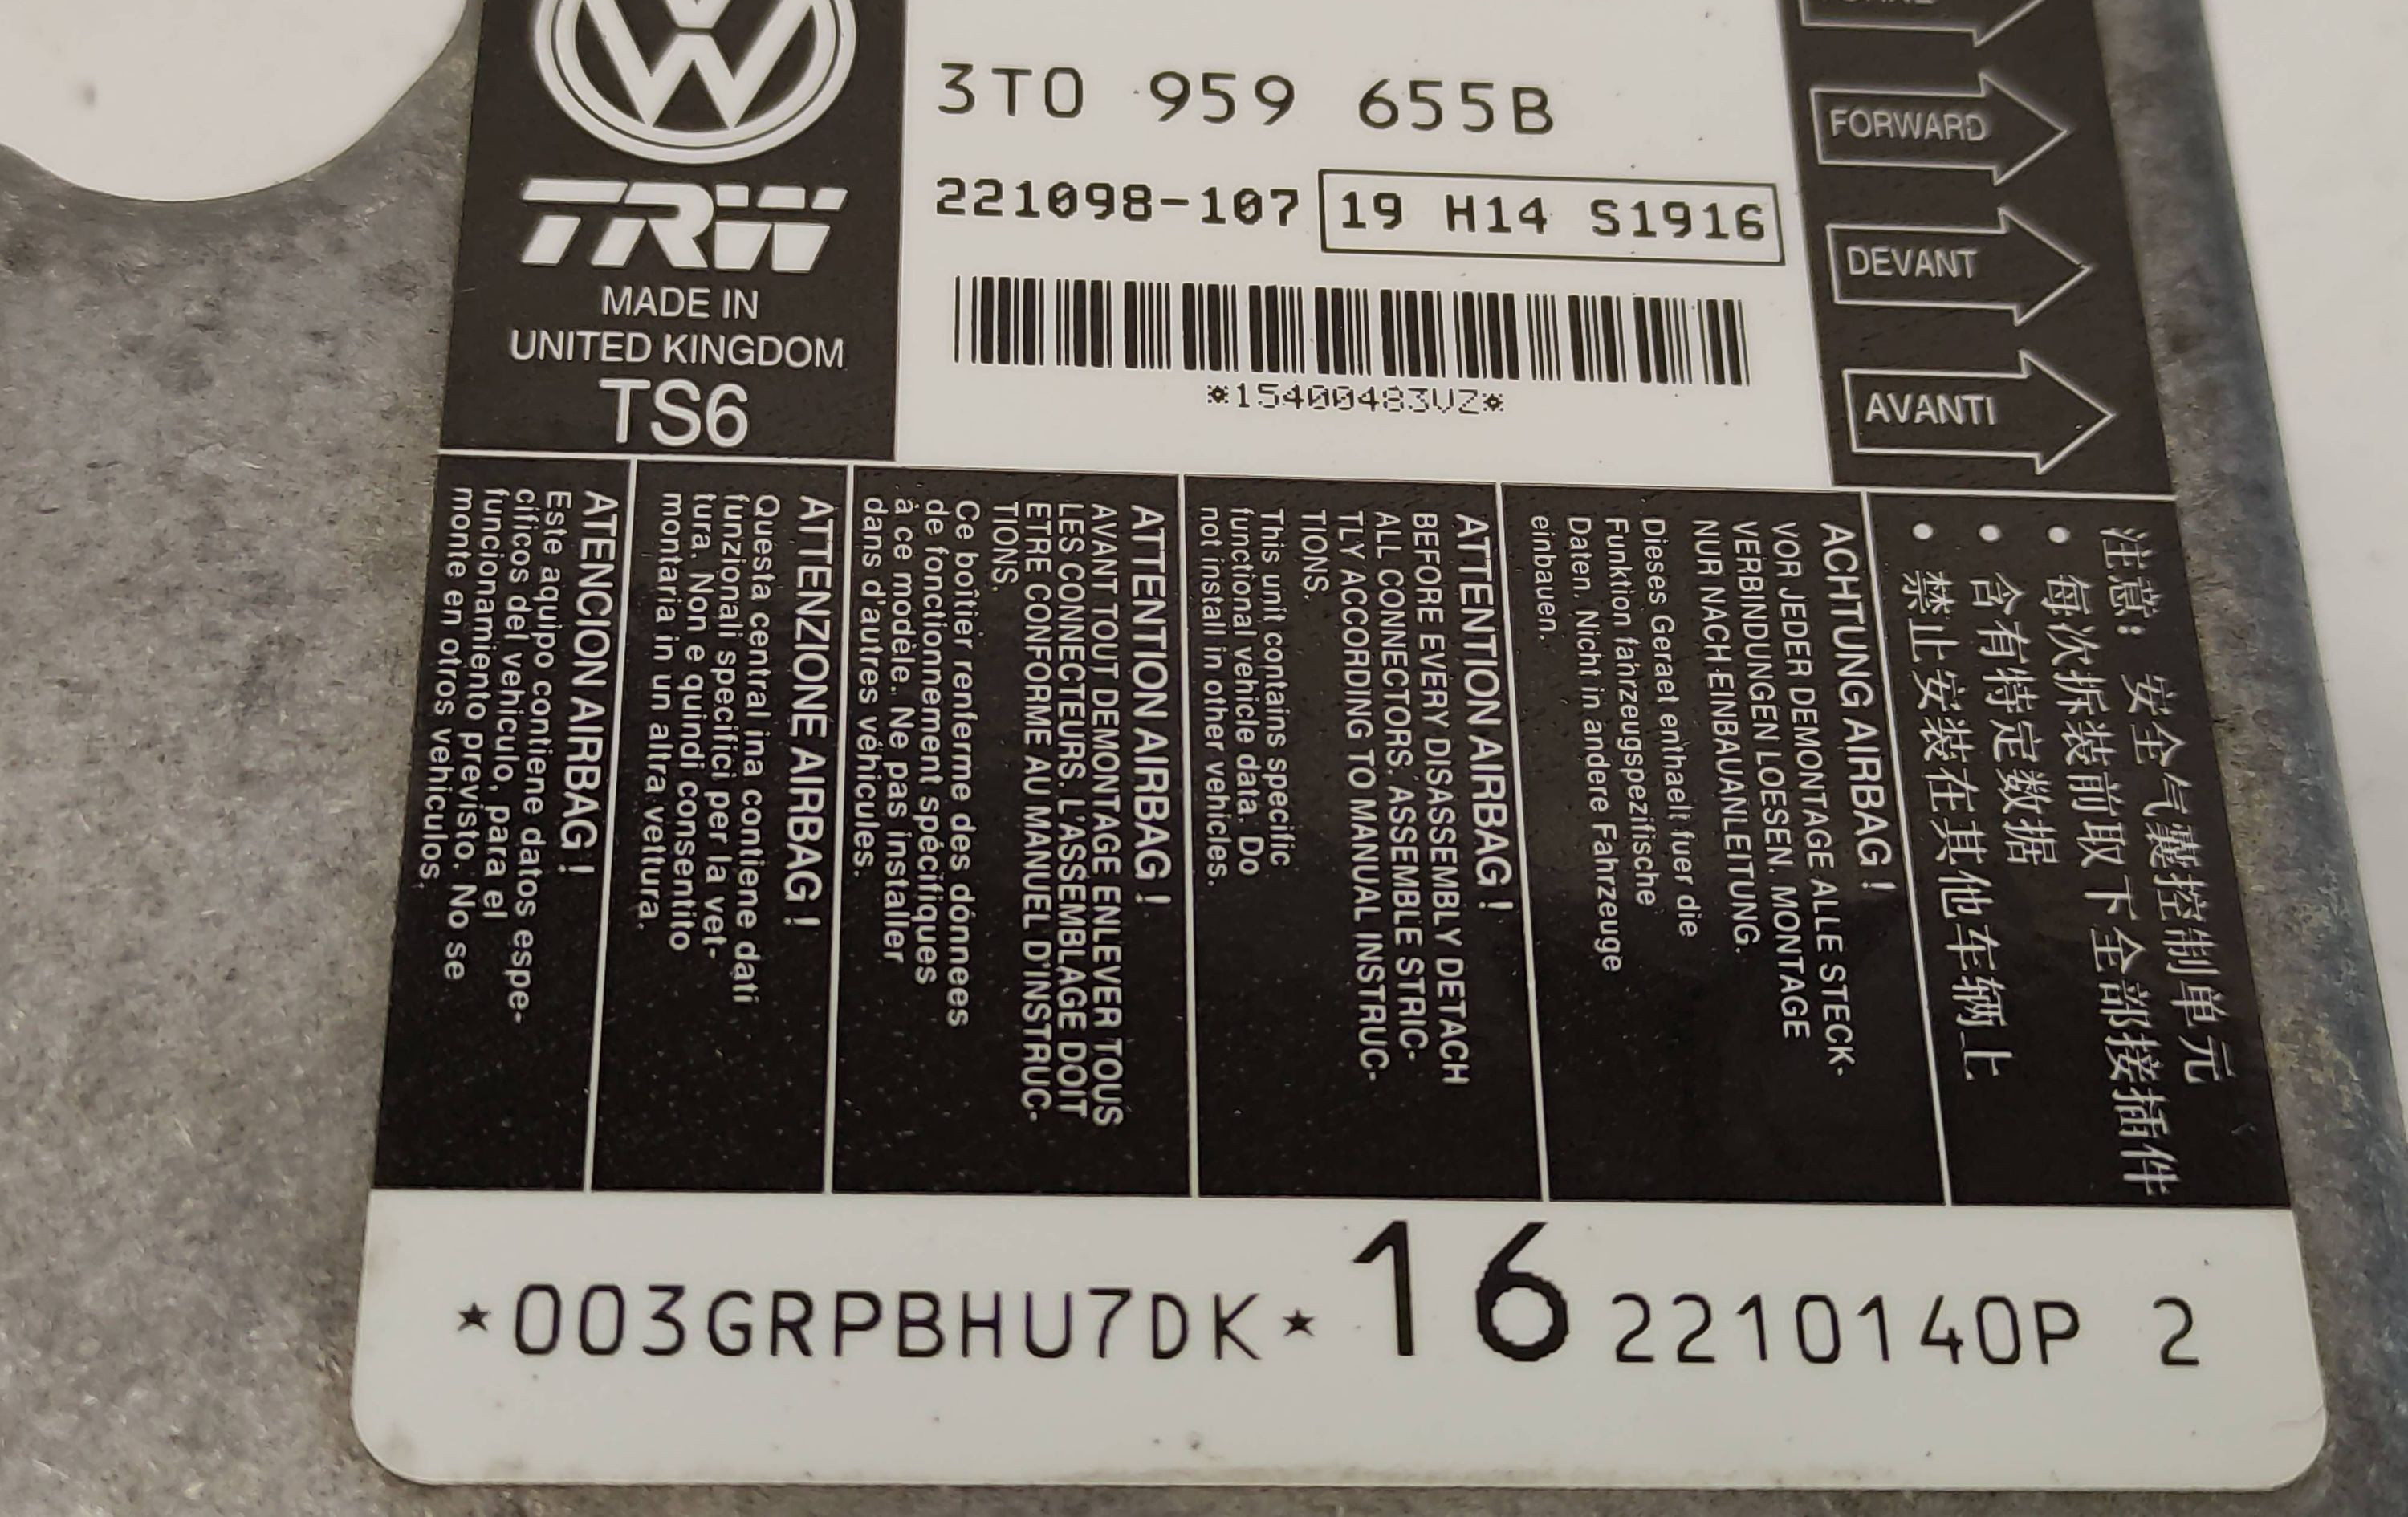 3T0 959 655B
221098-107 19 H14 S1916
*15400483VZ*
TRW
MADE IN
UNITED KINGDOM
TS6
FORWARD
DEVANT
AVANTI
注意: 安全气囊控制单元
• 每次拆装前取下全部接插件
• 含有特定数据
• 禁止安装在其他车辆上
ACHTUNG AIRBAG !
VOR JEDER DEMONTAGE ALLE STECK-
VERBINDUNGEN LOESEN. MONTAGE
NUR NACH EINBAUANLEITUNG.
Dieses Geraet enthaelt fuer die
Funktion fahrzeugspezifische
Daten. Nicht in andere Fahrzeuge
einbauen.
ATTENTION AIRBAG !
BEFORE EVERY DISASSEMBLY DETACH
ALL CONNECTORS. ASSEMBLE STRIC-
TLY ACCORDING TO MANUAL INSTRUC-
TIONS.
This unit contains specific
functional vehicle data. Do
not install in other vehicles.
ATTENTION AIRBAG !
AVANT TOUT DEMONTAGE ENLEVER TOUS
LES CONNECTEURS. L'ASSEMBLAGE DOIT
ETRE CONFORME AU MANUEL D'INSTRUC-
TIONS.
Ce boîtier renferme des données
de fonctionnement spécifiques
à ce modèle. Ne pas installer
dans d'autres véhicules.
ATTENZIONE AIRBAG !
Questa central ina contiene dati
funzionali specifici per la vet-
tura. Non e quindi consentito
montaria in un altra vettura.
ATENCION AIRBAG !
Este aquipo contiene datos espe-
cificos del vehiculo, para el
funcionamiento previsto. No se
monte en otros vehiculos.
*003GRPBHU7DK* 16 2210140P 2